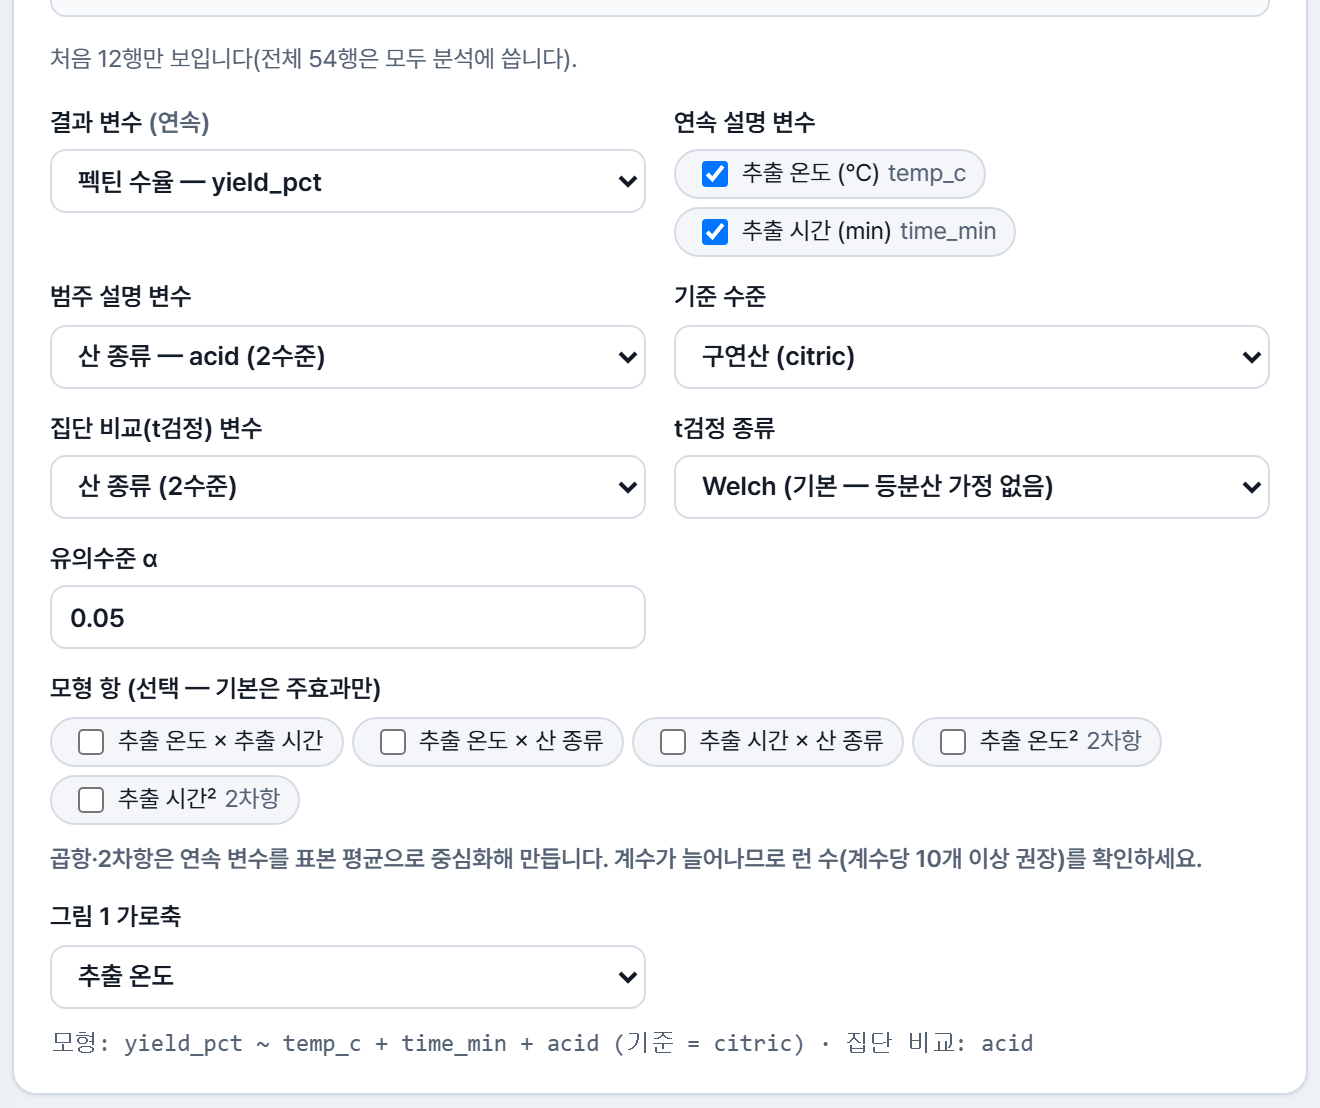 처음 12행만 보입니다(전체 54행은 모두 분석에 씁니다).
결과 변수 (연속)
펙틴 수율 — yield_pct
연속 설명 변수
추출 온도 (°C) temp_c
추출 시간 (min) time_min
범주 설명 변수
산 종류 — acid (2수준)
기준 수준
구연산 (citric)
집단 비교(t검정) 변수
산 종류 (2수준)
t검정 종류
Welch (기본 — 등분산 가정 없음)
유의수준 α
0.05
모형 항 (선택 — 기본은 주효과만)
추출 온도 × 추출 시간
추출 온도 × 산 종류
추출 시간 × 산 종류
추출 온도² 2차항
추출 시간² 2차항
곱항·2차항은 연속 변수를 표본 평균으로 중심화해 만듭니다. 계수가 늘어나므로 런 수(계수당 10개 이상 권장)를 확인하세요.
그림 1 가로축
추출 온도
모형: yield_pct ~ temp_c + time_min + acid (기준 = citric) · 집단 비교: acid